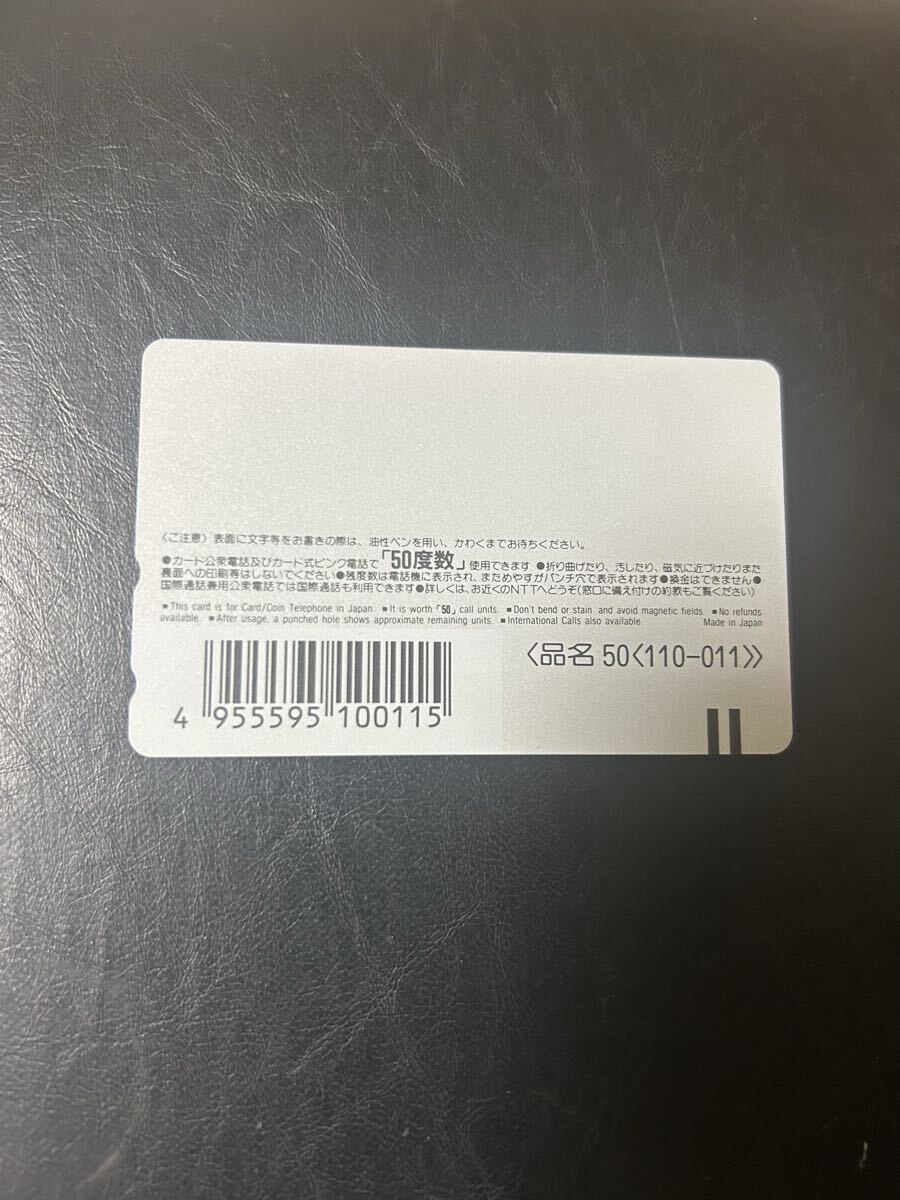 〈ご注意〉表面に文字等をお書きの際は、油性ペンを用い、かわくまでお待ちください。
●カード公衆電話及びカード式ピンク電話で「50度数」使用できます ●折り曲げたり、汚したり、磁気に近づけたりまた
裏面への印刷等はしないでください●残度数は電話機に表示され、まためやすがパンチ穴で表示されます●換金はできません●
国際通話兼用公衆電話では国際通話も利用できます●詳しくは、お近くのNTTへどうぞ(窓口に備え付けの約款もご覧ください)
■This card is for Card/Coin Telephone in Japan. ■It is worth「50」call units. ■Don't bend or stain and avoid magnetic fields. ■No refunds
available. ■After usage, a punched hole shows approximate remaining units. ■International Calls also available. Made in Japan
〈品名 50〈110-011〉〉
4 955595 100115